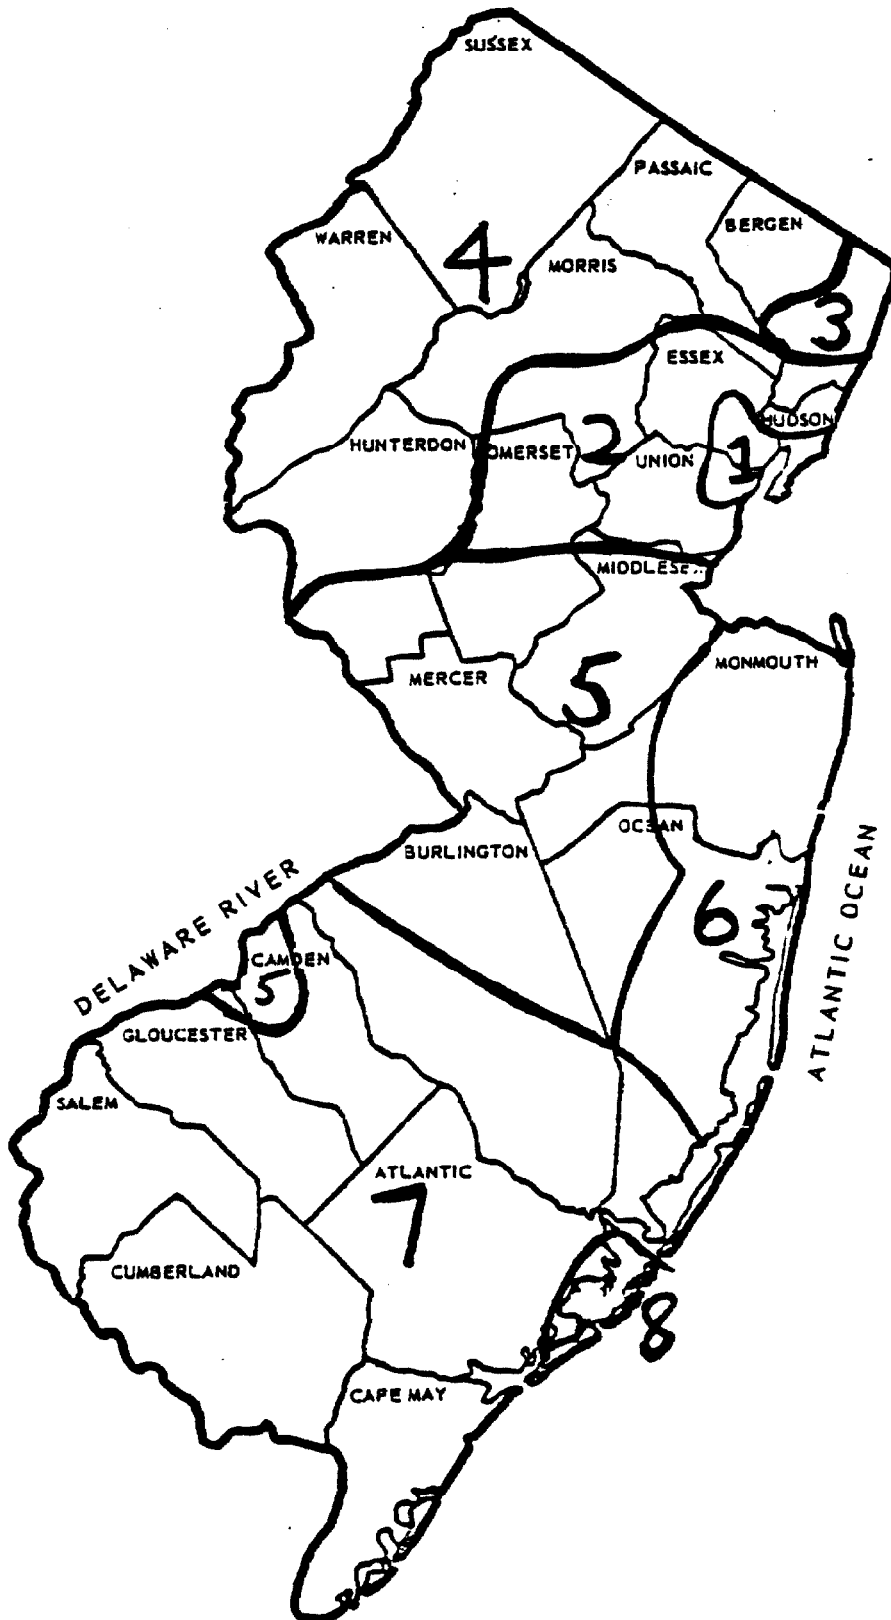 SUSSEX
PASSAIC
BERGEN
WARREN
4
MORRIS
3
ESSEX
HUDSON
HUNTERDON
OMERSET
2
UNION
1
MIDDLESEX
MONMOUTH
MERCER
5
OCEAN
BURLINGTON
6
DELAWARE RIVER
ATLANTIC OCEAN
CAMDEN
5
GLOUCESTER
SALEM
ATLANTIC
7
CUMBERLAND
8
CAPE MAY